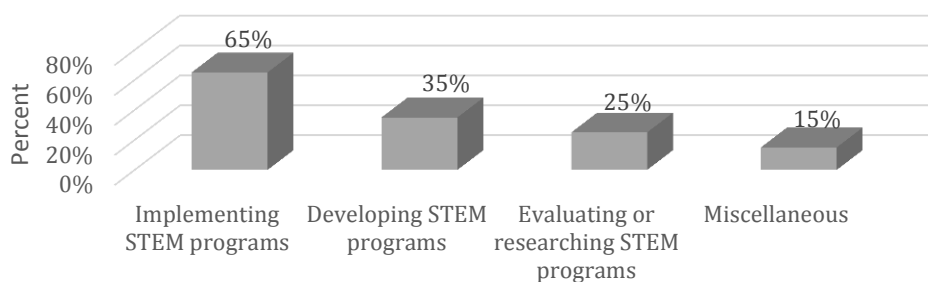 65%
35%
25%
15%
80%
60%
40%
20%
0%
Percent
Implementing
STEM programs
Developing STEM
programs
Evaluating or
researching STEM
programs
Miscellaneous